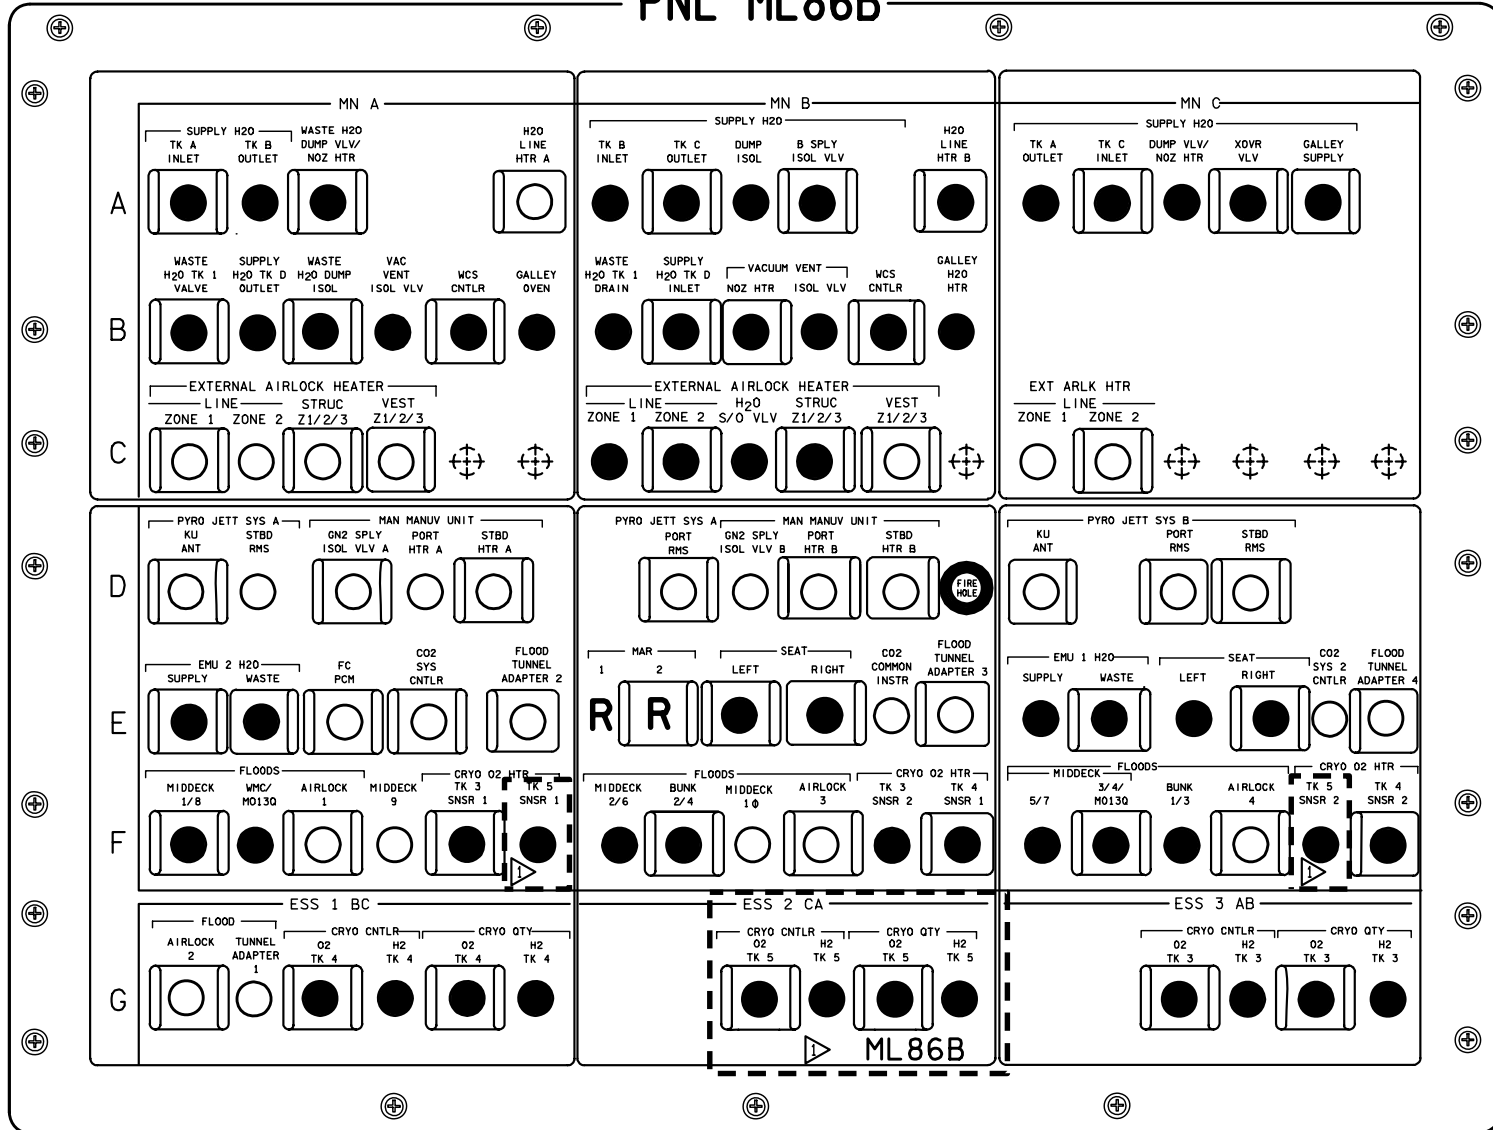 PNL ML86B
MN A
MN B
MN C
SUPPLY H2O
WASTE H2O
H2O
SUPPLY H2O
H2O
SUPPLY H2O
TK A
TK B
DUMP VLV/
LINE
TK B
TK C
DUMP
B SPLY
LINE
TK A
TK C
DUMP VLV/
XOVR
GALLEY
INLET
OUTLET
NOZ HTR
HTR A
INLET
OUTLET
ISOL
ISOL VLV
HTR B
OUTLET
INLET
NOZ HTR
VLV
SUPPLY
A
WASTE
SUPPLY
WASTE
VAC
WASTE
SUPPLY
VACUUM VENT
GALLEY
H2O TK 1
H2O TK D
H2O DUMP
VENT
WCS
GALLEY
H2O TK 1
H2O TK D
WCS
H2O
VALVE
OUTLET
ISOL
ISOL VLV
CNTLR
OVEN
DRAIN
INLET
NOZ HTR
ISOL VLV
CNTLR
HTR
B
EXTERNAL AIRLOCK HEATER
EXTERNAL AIRLOCK HEATER
EXT ARLK HTR
LINE
STRUC
VEST
LINE
H2O
STRUC
VEST
LINE
ZONE 1
ZONE 2
Z1/2/3
Z1/2/3
ZONE 1
ZONE 2
S/O VLV
Z1/2/3
Z1/2/3
ZONE 1
ZONE 2
C
PYRO JETT SYS A
MAN MANUV UNIT
PYRO JETT SYS A
MAN MANUV UNIT
PYRO JETT SYS B
KU
STBD
GN2 SPLY
PORT
STBD
PORT
GN2 SPLY
PORT
STBD
KU
PORT
STBD
ANT
RMS
ISOL VLV A
HTR A
HTR A
RMS
ISOL VLV B
HTR B
HTR B
ANT
RMS
RMS
D
FIRE
HOLE
EMU 2 H2O
FC
CO2
FLOOD
MAR
SEAT
CO2
FLOOD
EMU 1 H2O
SEAT
CO2
FLOOD
SUPPLY
WASTE
PCM
SYS
TUNNEL
1
2
LEFT
RIGHT
COMMON
TUNNEL
SUPPLY
WASTE
LEFT
RIGHT
SYS 2
TUNNEL
CNTLR
ADAPTER 2
INSTR
ADAPTER 3
CNTLR
ADAPTER 4
E
R
R
FLOODS
CRYO O2 HTR
FLOODS
CRYO O2 HTR
MIDDECK
FLOODS
CRYO O2 HTR
MIDDECK
WMC/
AIRLOCK
MIDDECK
TK 3
TK 5
MIDDECK
BUNK
MIDDECK
AIRLOCK
TK 3
TK 4
3/4/
BUNK
AIRLOCK
TK 5
TK 4
1/8
MO13Q
1
9
SNSR 1
SNSR 1
2/6
2/4
10
3
SNSR 2
SNSR 1
5/7
MO13Q
1/3
4
SNSR 2
SNSR 2
F
1
1
ESS 1 BC
ESS 2 CA
ESS 3 AB
FLOOD
CRYO CNTLR
CRYO QTY
CRYO CNTLR
CRYO QTY
CRYO CNTLR
CRYO QTY
AIRLOCK
TUNNEL
O2
H2
O2
H2
O2
H2
O2
H2
O2
H2
O2
H2
2
ADAPTER
TK 4
TK 4
TK 4
TK 4
TK 5
TK 5
TK 5
TK 5
TK 3
TK 3
TK 3
TK 3
1
G
1
ML86B